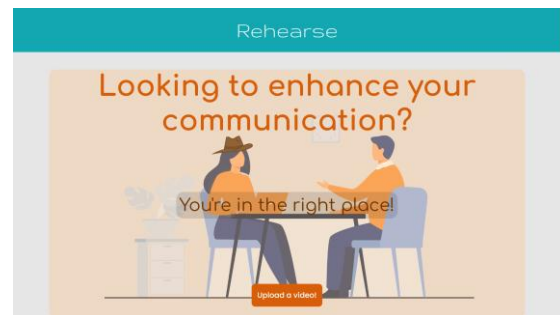 Rehearse
Looking to enhance your
communication?
You're in the right place!
Upload a video!